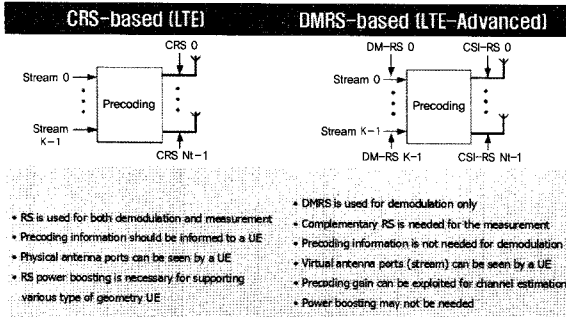 CRS-based (LTE)
CRS 0
Stream 0
Precoding
Stream
K-1
CRS Nt-1
• RS is used for both demodulation and measurement
• Precoding information should be informed to a UE
• Physical antenna ports can be seen by a UE
• RS power boosting is necessary for supporting
various type of geometry UE
DMRS-based (LTE-Advanced)
DM-RS 0
CSI-RS 0
Stream 0
Precoding
Stream K-1
DM-RS K-1
CSI-RS Nt-1
• DMRS is used for demodulation only
• Complementary RS is needed for the measurement
• Precoding information is not needed for demodulation
• Virtual antenna ports (stream) can be seen by a UE
• Precoding gain can be exploited for channel estimation
• Power boosting may not be needed